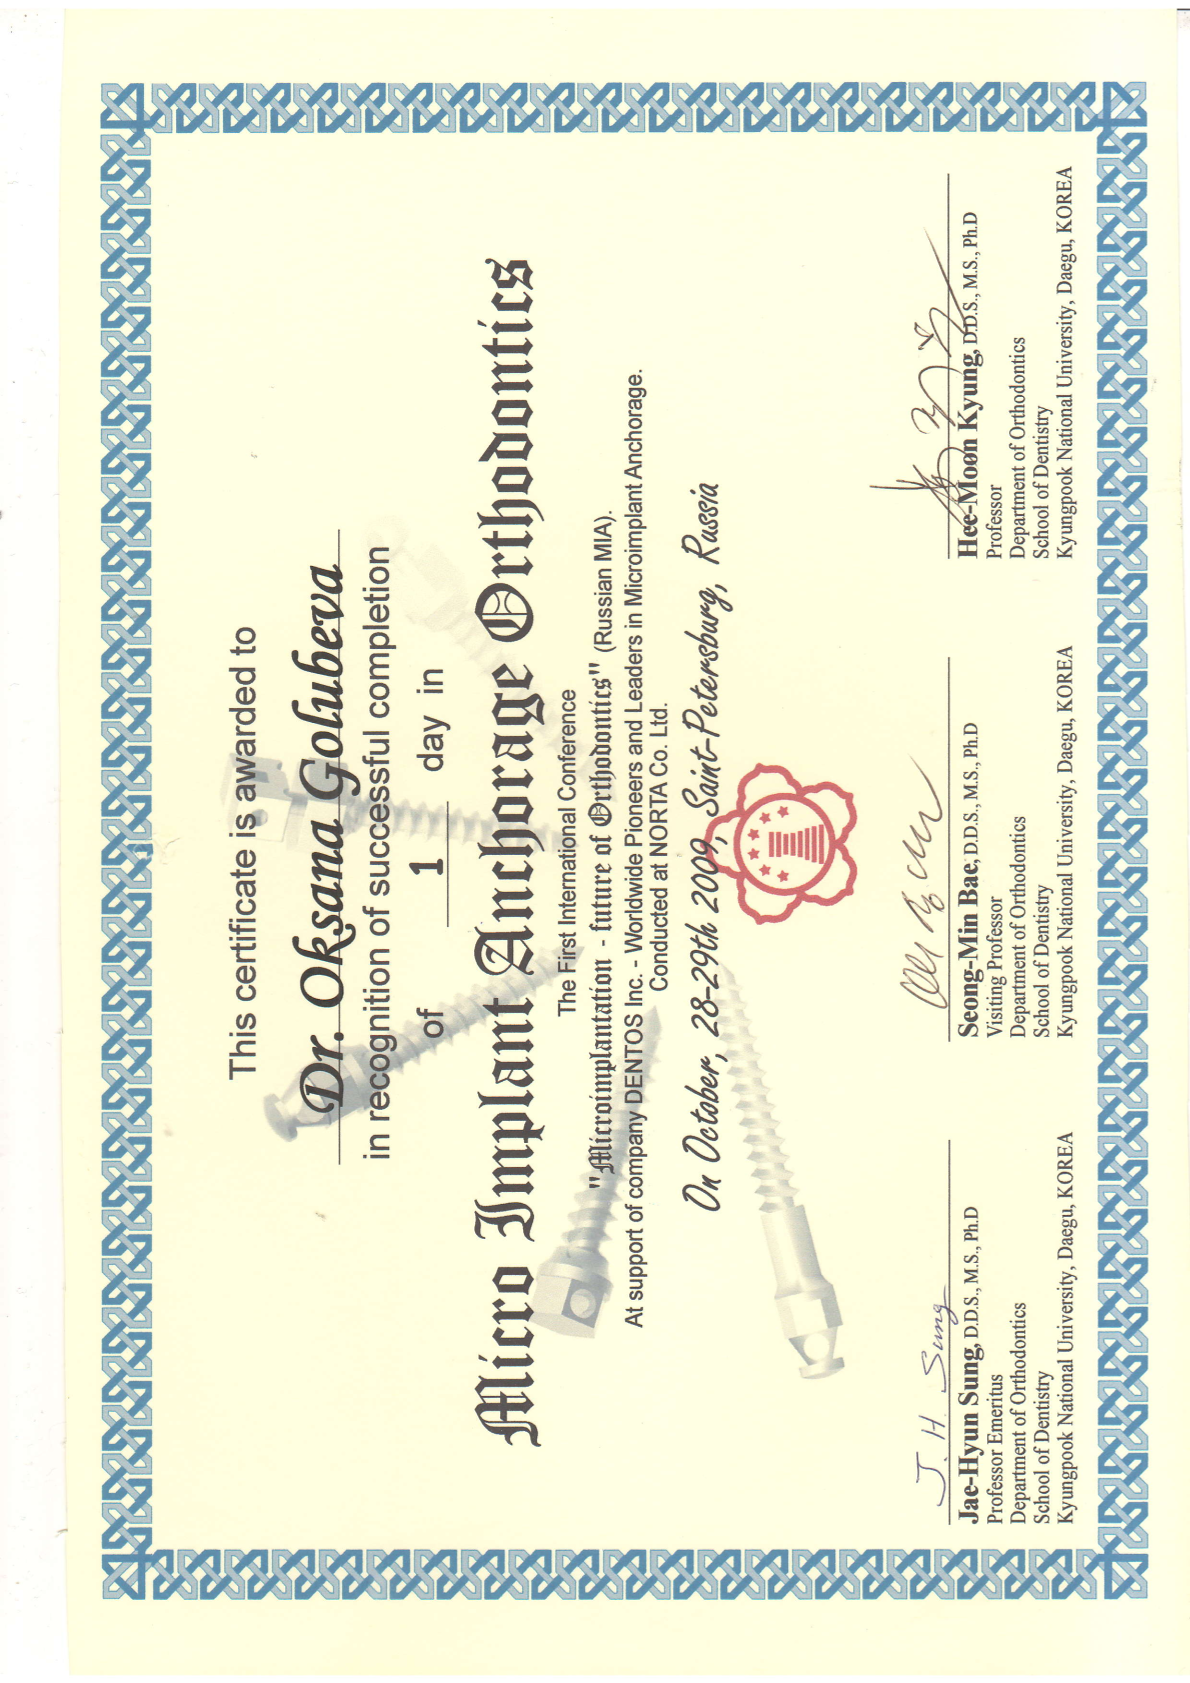 This certificate is awarded to
Dr. Oksana Golubeva
in recognition of successful completion
of 1 day in
Micro Implant Anchorage Orthodontics
The First International Conference
"Microimplantation - future of Orthodontics" (Russian MIA).
At support of company DENTOS Inc. - Worldwide Pioneers and Leaders in Microimplant Anchorage.
Conducted at NORTA Co. Ltd.
On October, 28-29th 2009, Saint-Petersburg, Russia
J. H. Sung
Jae-Hyun Sung, D.D.S., M.S., Ph.D
Professor Emeritus
Department of Orthodontics
School of Dentistry
Kyungpook National University, Daegu, KOREA
Seong-Min Bae, D.D.S., M.S., Ph.D
Visiting Professor
Department of Orthodontics
School of Dentistry
Kyungpook National University, Daegu, KOREA
Hee-Moon Kyung, D.D.S., M.S., Ph.D
Professor
Department of Orthodontics
School of Dentistry
Kyungpook National University, Daegu, KOREA